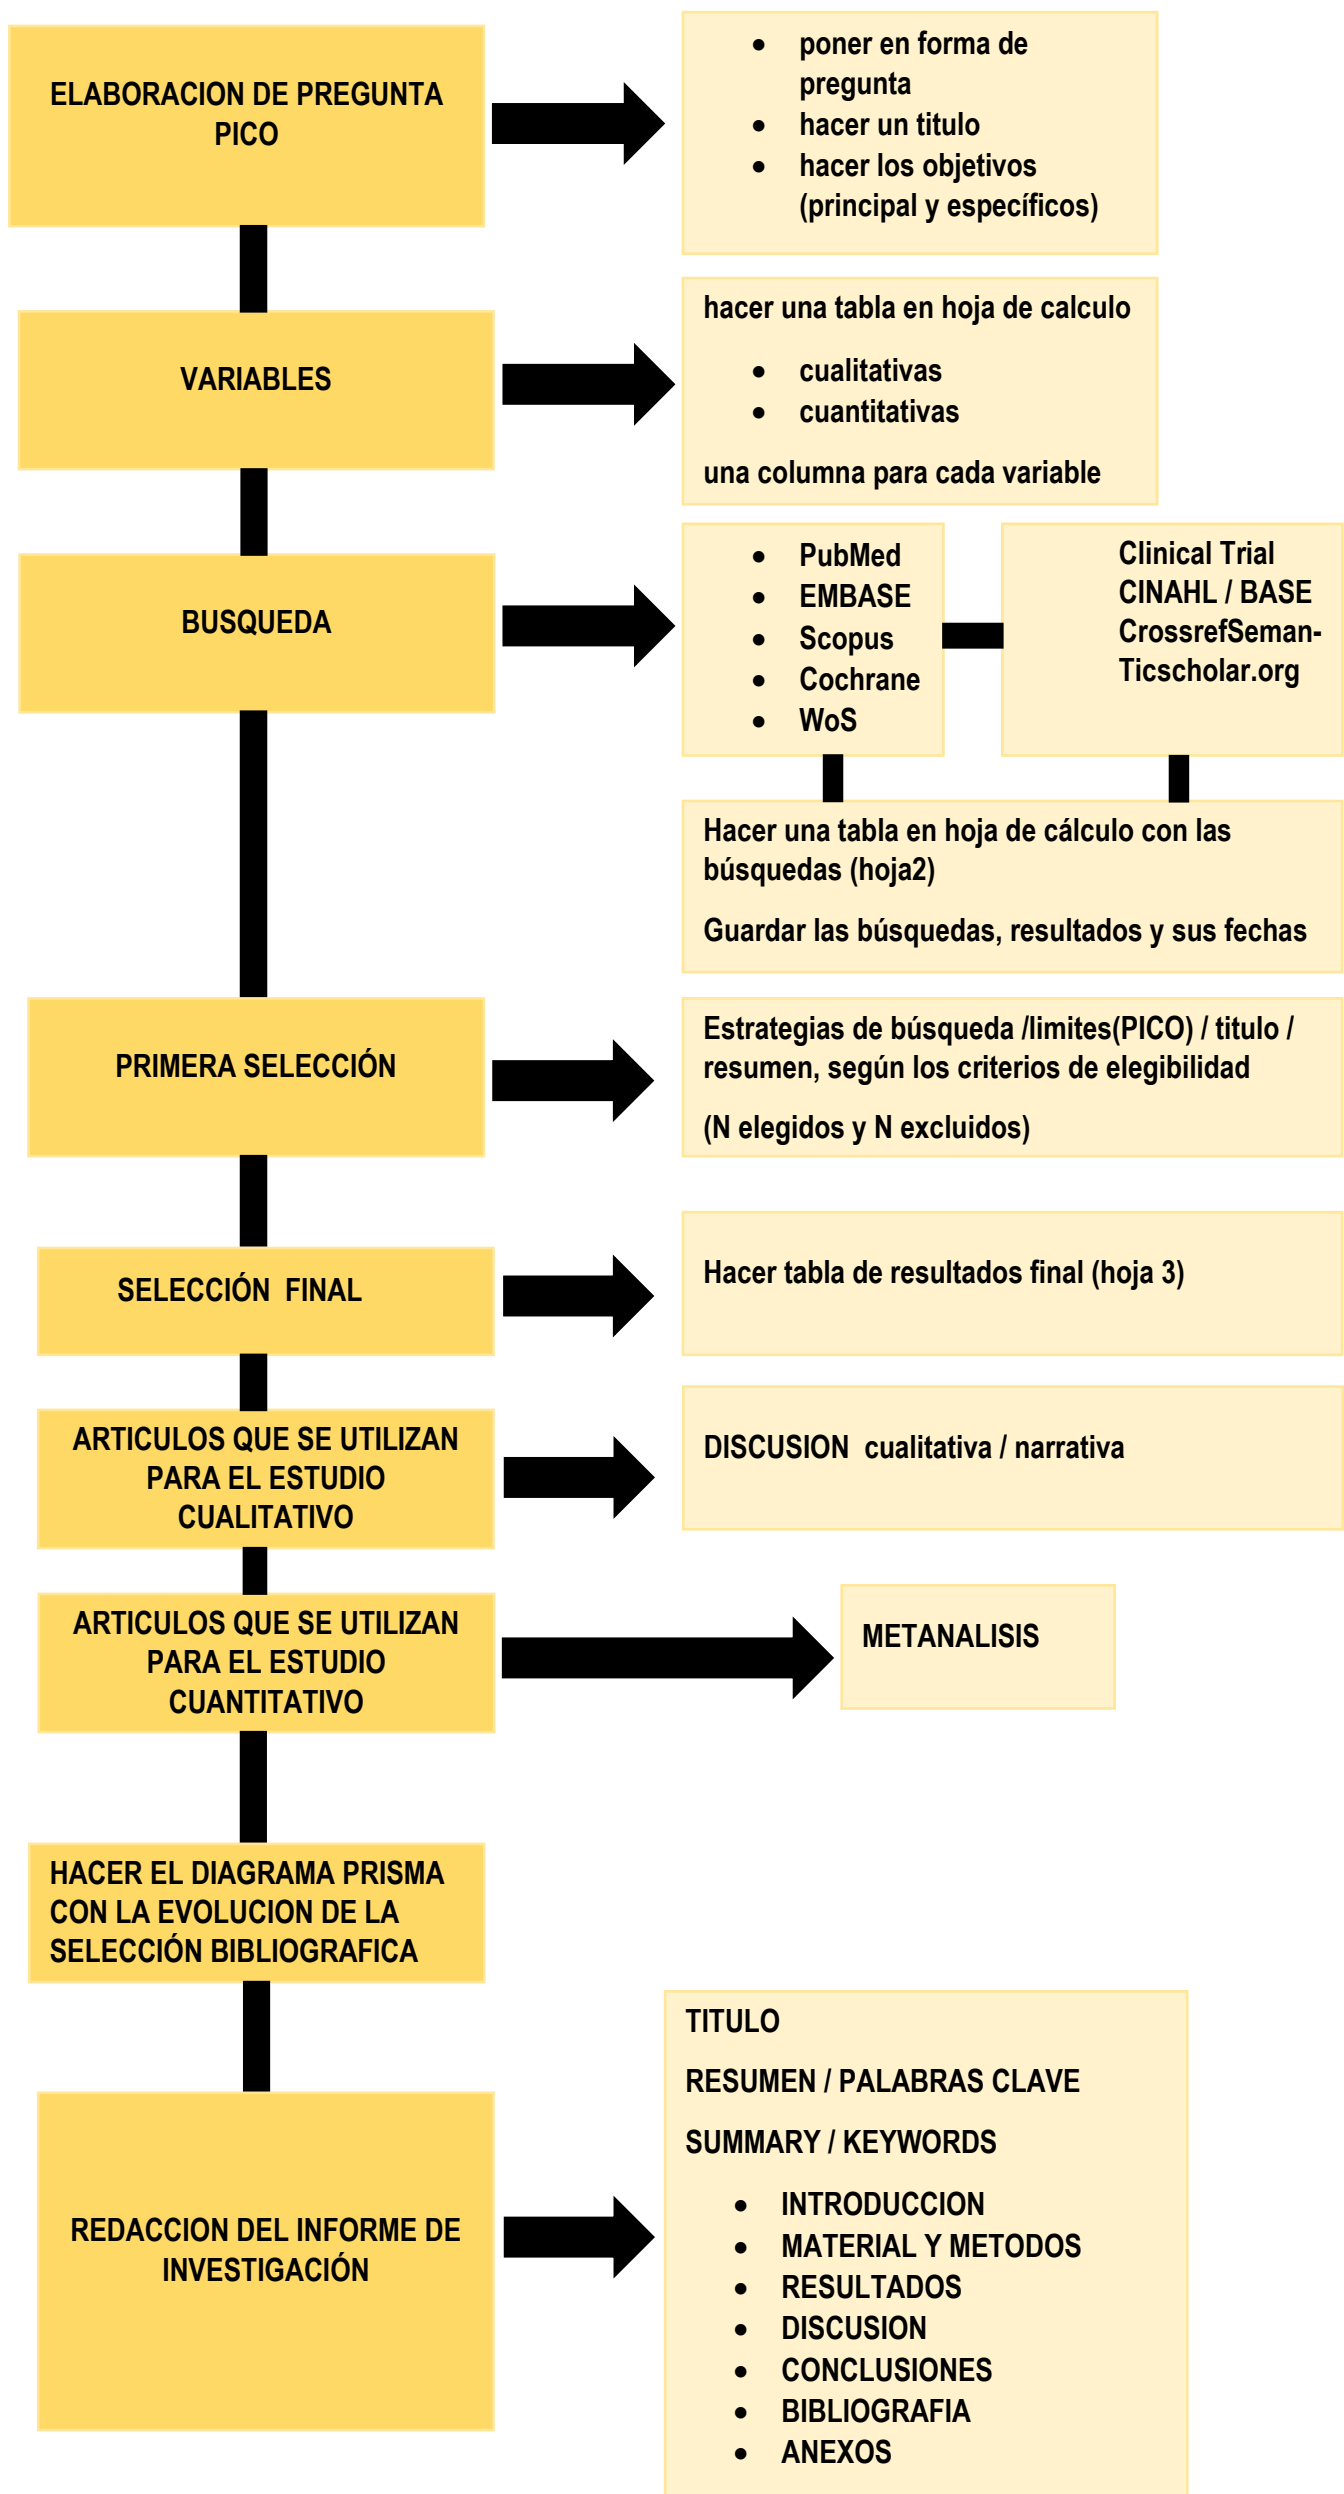 ELABORACION DE PREGUNTA
PICO
• poner en forma de
pregunta
• hacer un titulo
• hacer los objetivos
(principal y específicos)
VARIABLES
hacer una tabla en hoja de calculo
• cualitativas
• cuantitativas
una columna para cada variable
BUSQUEDA
• PubMed
• EMBASE
• Scopus
• Cochrane
• WoS
Clinical Trial
CINAHL / BASE
CrossrefSeman-
Ticscholar.org
Hacer una tabla en hoja de cálculo con las
búsquedas (hoja2)
Guardar las búsquedas, resultados y sus fechas
PRIMERA SELECCIÓN
Estrategias de búsqueda /limites(PICO) / titulo /
resumen, según los criterios de elegibilidad
(N elegidos y N excluidos)
SELECCIÓN FINAL
Hacer tabla de resultados final (hoja 3)
ARTICULOS QUE SE UTILIZAN
PARA EL ESTUDIO
CUALITATIVO
DISCUSION cualitativa / narrativa
ARTICULOS QUE SE UTILIZAN
PARA EL ESTUDIO
CUANTITATIVO
METANALISIS
HACER EL DIAGRAMA PRISMA
CON LA EVOLUCION DE LA
SELECCIÓN BIBLIOGRAFICA
REDACCION DEL INFORME DE
INVESTIGACIÓN
TITULO
RESUMEN / PALABRAS CLAVE
SUMMARY / KEYWORDS
• INTRODUCCION
• MATERIAL Y METODOS
• RESULTADOS
• DISCUSION
• CONCLUSIONES
• BIBLIOGRAFIA
• ANEXOS